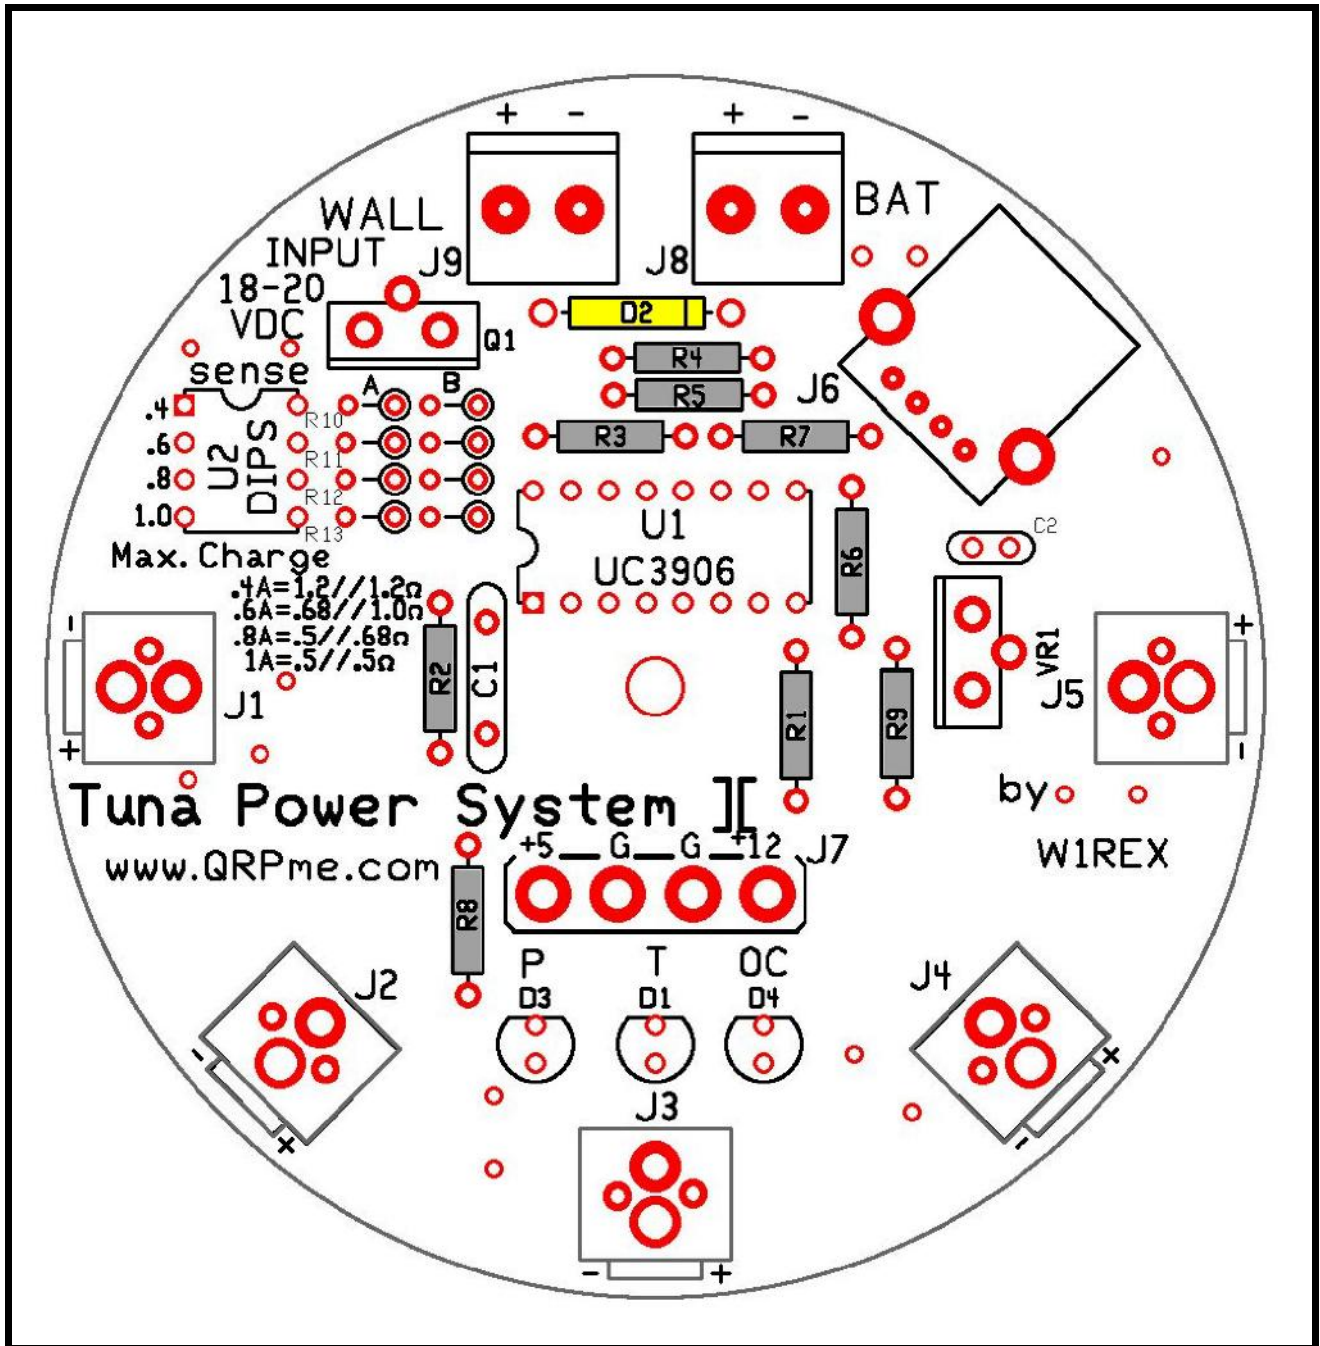 + - + -
WALL
BAT
INPUT
J9
J8
18-20
VDC
D2
Q1
R4
sense
A B
R5
J6
.4
R10
R3
R7
.6
R11
U2
DIPS
.8
R12
1.0
R13
U1
C2
Max. Charge
UC3906
R6
.4A=1.2//1.2Ω
.6A=.68//1.0Ω
.8A=.5//.68Ω
1A=.5//.5Ω
-
+
VR1
R2
C1
J1
R1
R9
J5
+
-
Tuna Power System ][
by
+5 G G +12
J7
www.QRPme.com
W1REX
R8
P T OC
J2
J4
D3 D1 D4
-
+
+
-
J3
- +